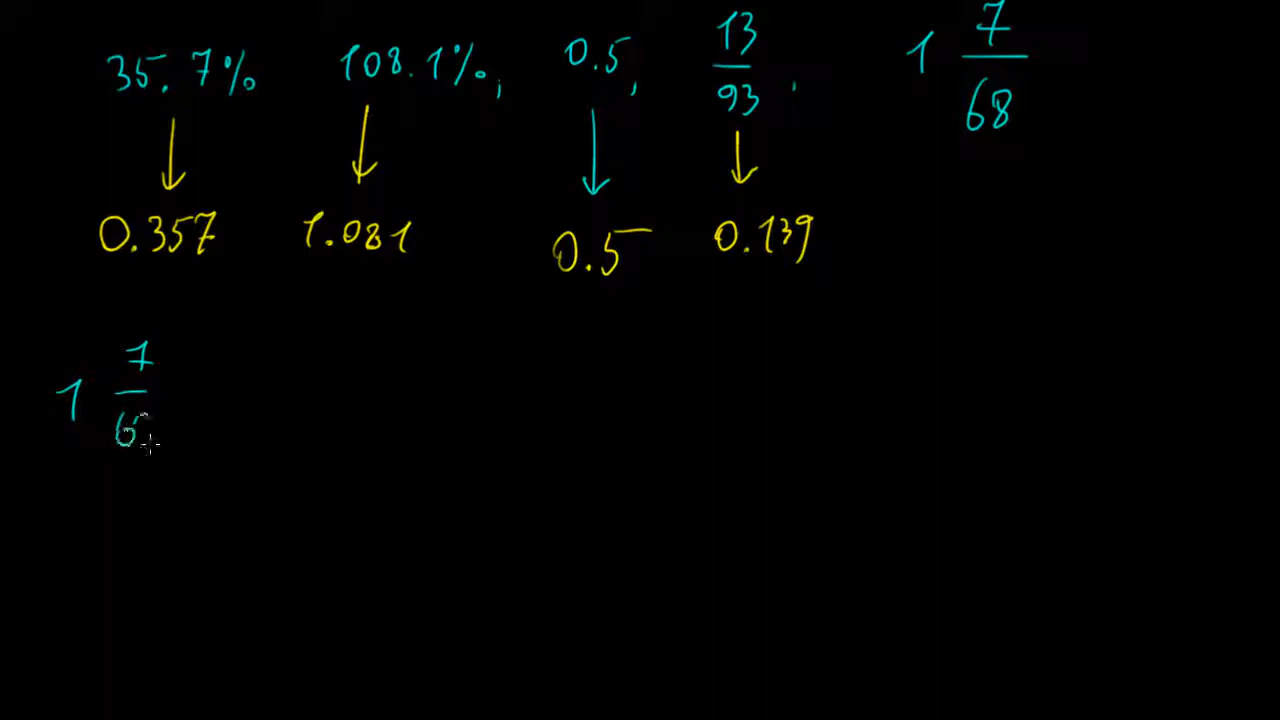 35.7% 108.1%, 0.5, 13/93, 1 7/68
0.357 1.081 0.5 0.139
1 7/6